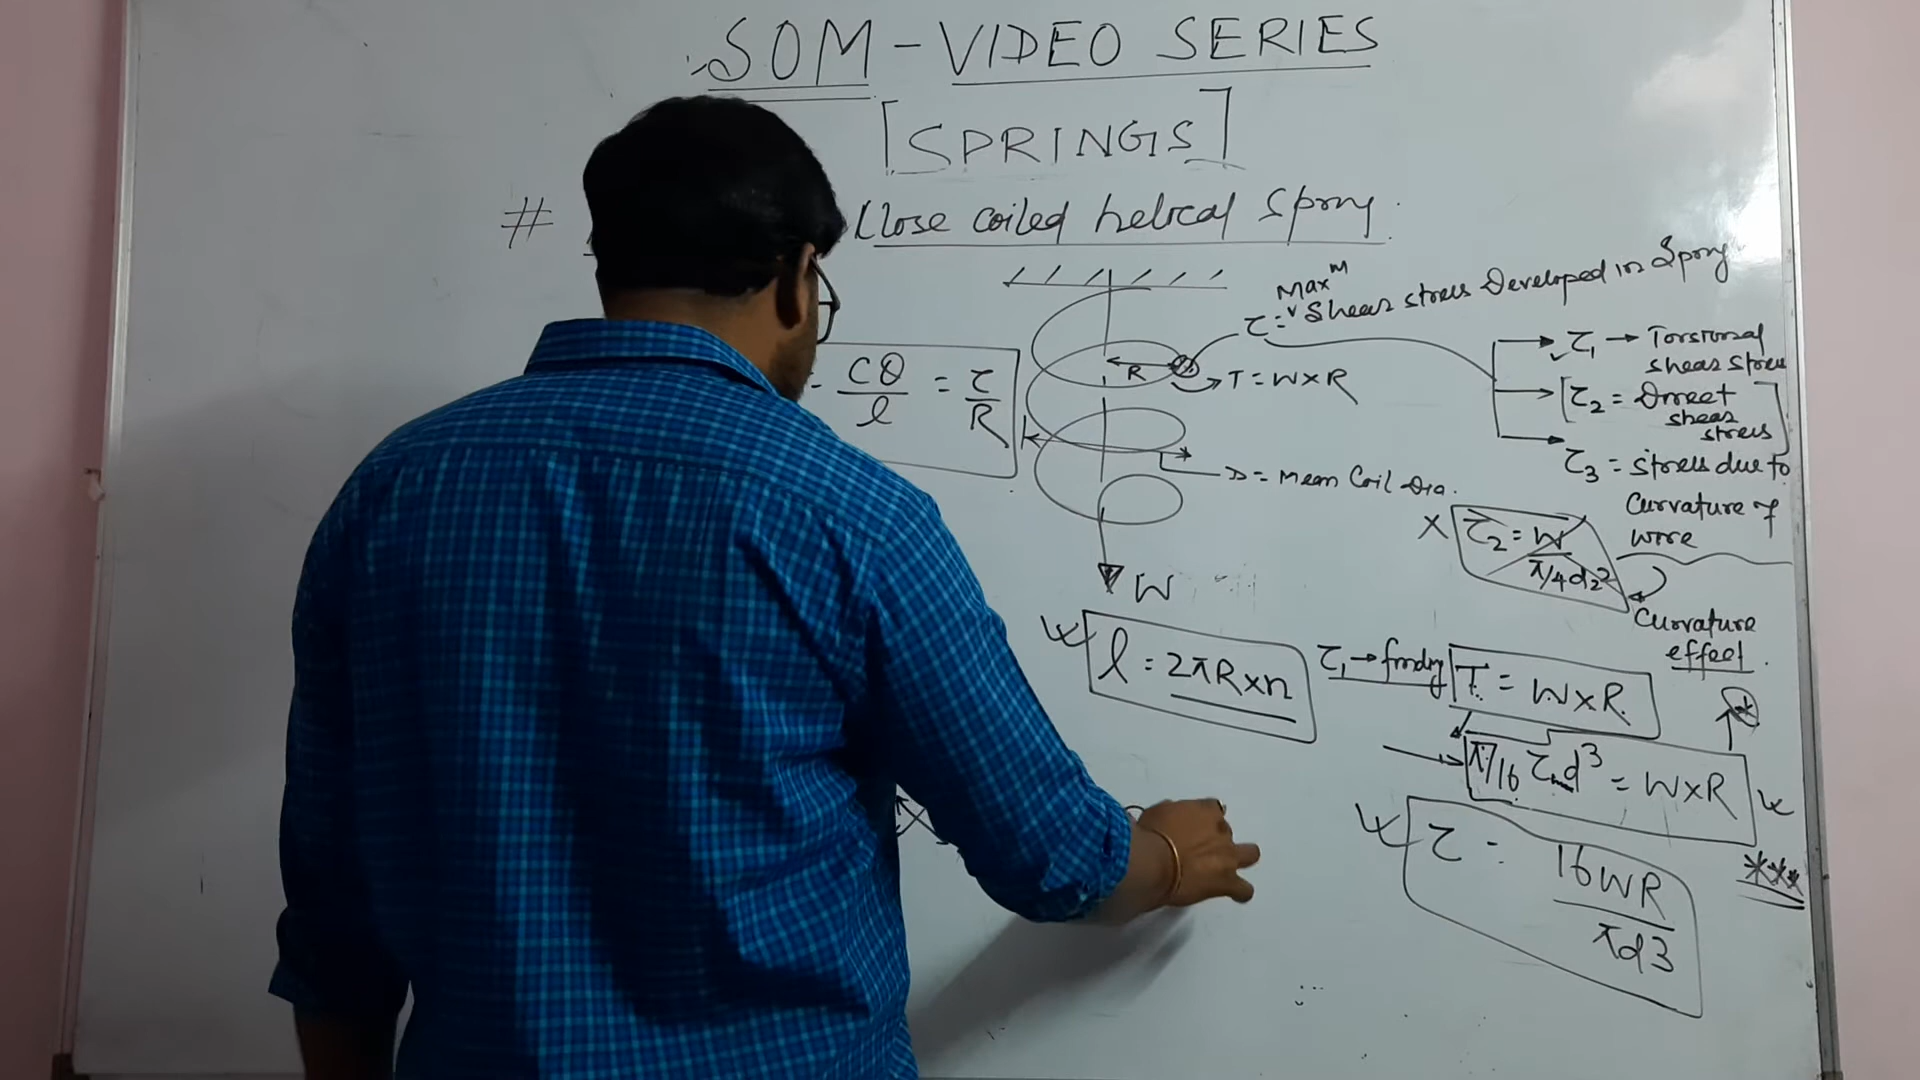 SOM - VIDEO SERIES
[SPRINGS]
# Close coiled helical Spring.
Cθ/l = τ/R
R
T = W×R
D = Mean Coil Dia.
W
l = 2πR×n
Max^m
τ = Shear stress Developed in Spring
τ₁ → Torsional
shear stress
[τ₂ = Direct
shear
stress]
τ₃ = stress due to
curvature of
wire
X τ₂ = W/(π/4 d²)
curvature
effect.
τ₁ → finding T = W×R.
π/16 τ d³ = W×R
τ = 16WR/πd3
***